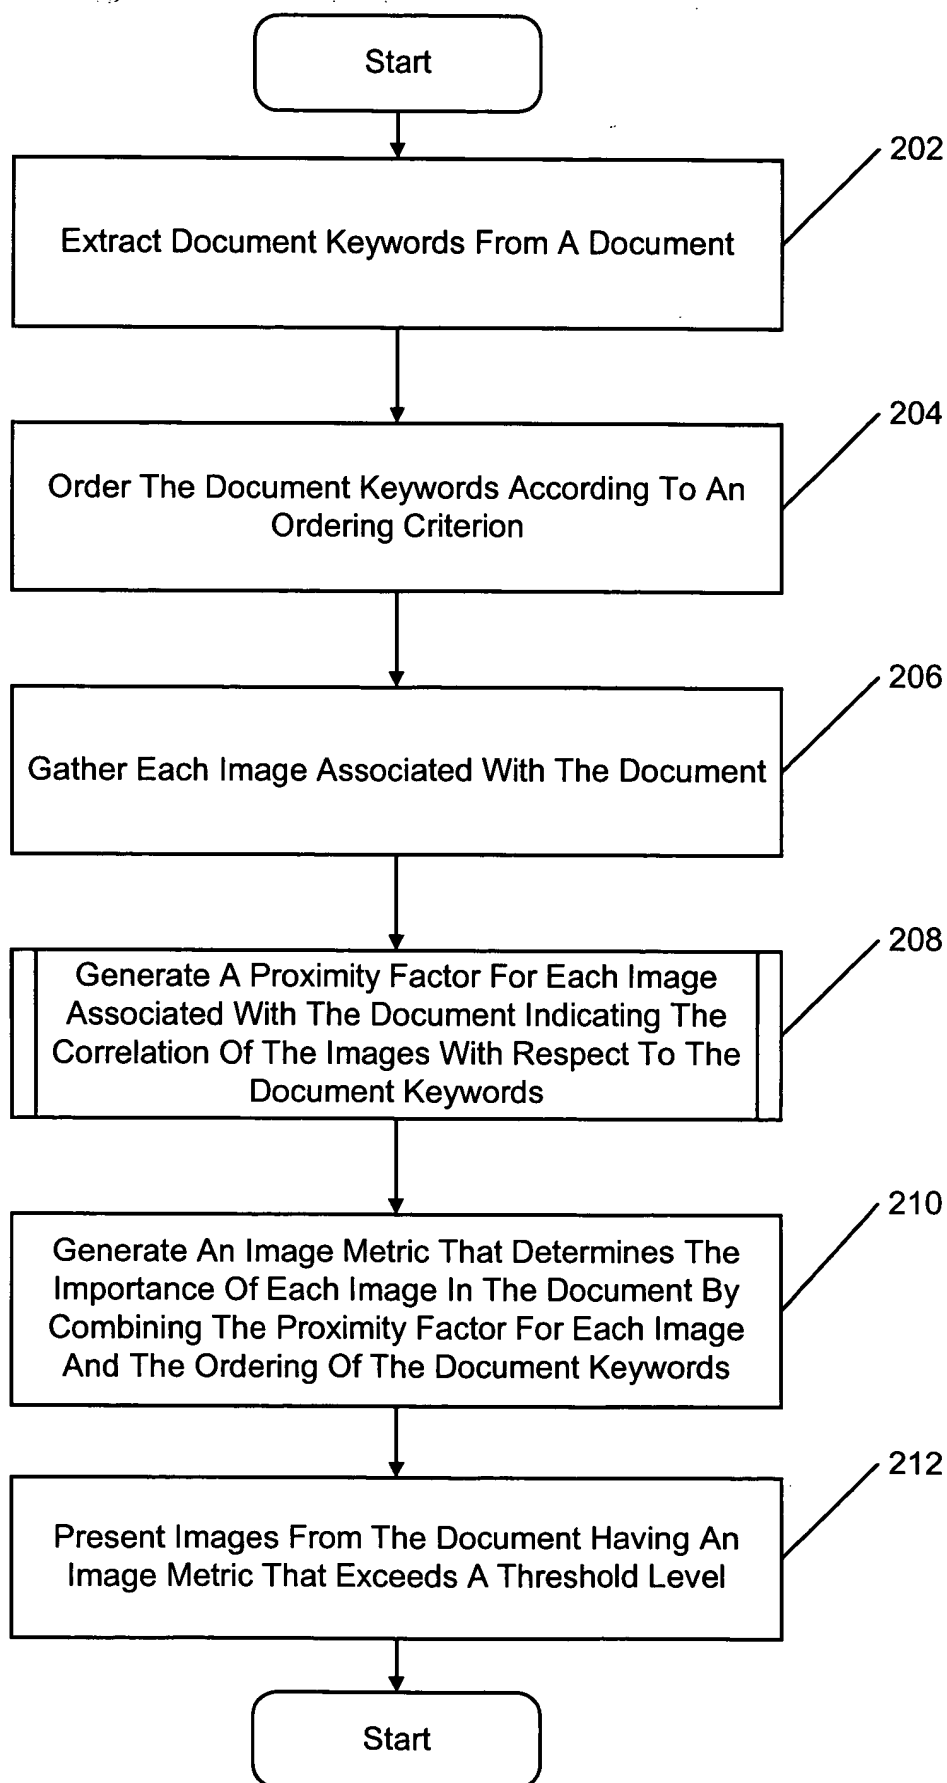 Start
202
Extract Document Keywords From A Document
204
Order The Document Keywords According To An
Ordering Criterion
206
Gather Each Image Associated With The Document
208
Generate A Proximity Factor For Each Image
Associated With The Document Indicating The
Correlation Of The Images With Respect To The
Document Keywords
210
Generate An Image Metric That Determines The
Importance Of Each Image In The Document By
Combining The Proximity Factor For Each Image
And The Ordering Of The Document Keywords
212
Present Images From The Document Having An
Image Metric That Exceeds A Threshold Level
Start